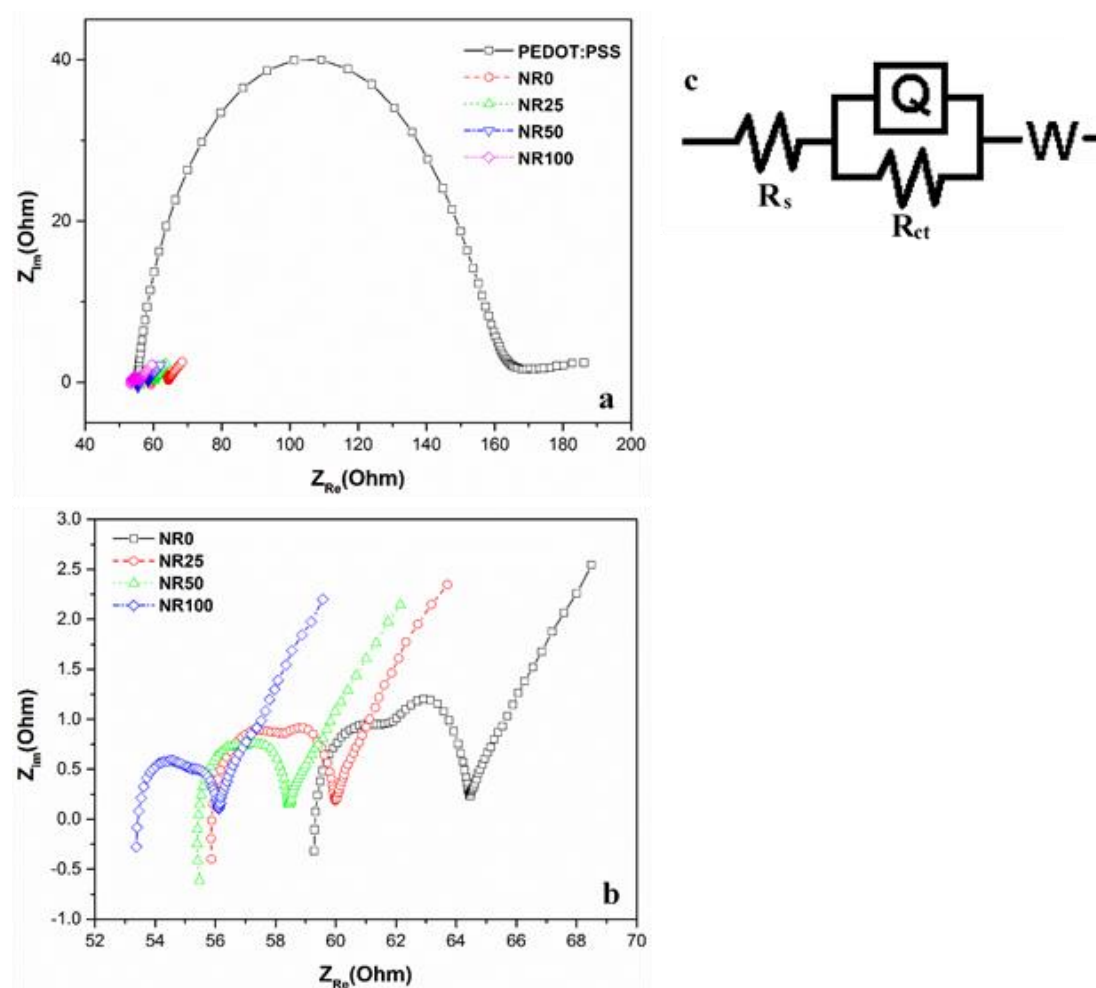 40
20
0
Z_Im(Ohm)
PEDOT:PSS
NR0
NR25
NR50
NR100
a
40 60 80 100 120 140 160 180 200
Z_Re(Ohm)
c
Q
R_s
R_ct
W
3.0
2.5
2.0
1.5
1.0
0.5
0.0
-0.5
-1.0
Z_im(Ohm)
NR0
NR25
NR50
NR100
b
52 54 56 58 60 62 64 66 68 70
Z_Re(Ohm)